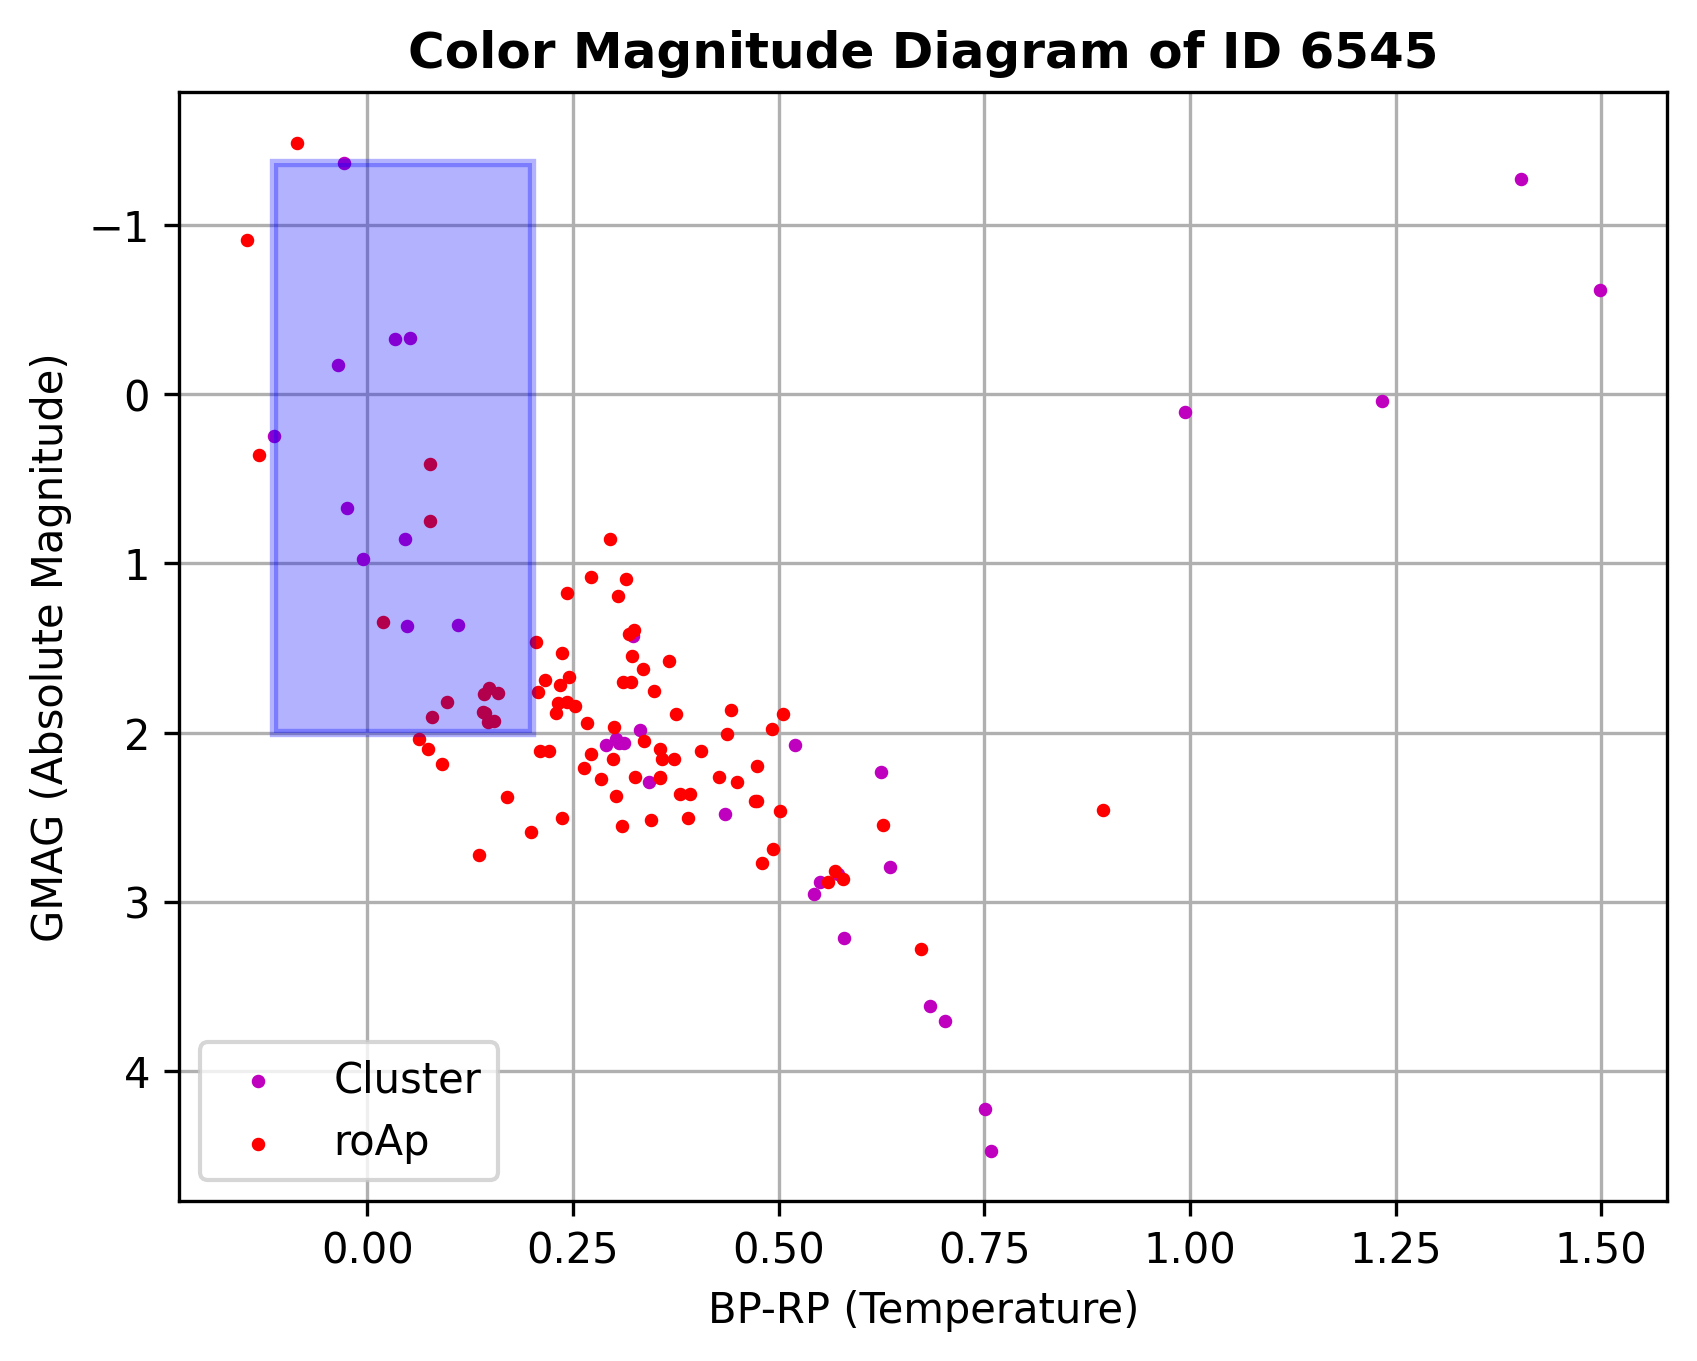 Color Magnitude Diagram of ID 6545
GMAG (Absolute Magnitude)
−1
0
1
2
3
4
Cluster
roAp
0.00 0.25 0.50 0.75 1.00 1.25 1.50
BP-RP (Temperature)